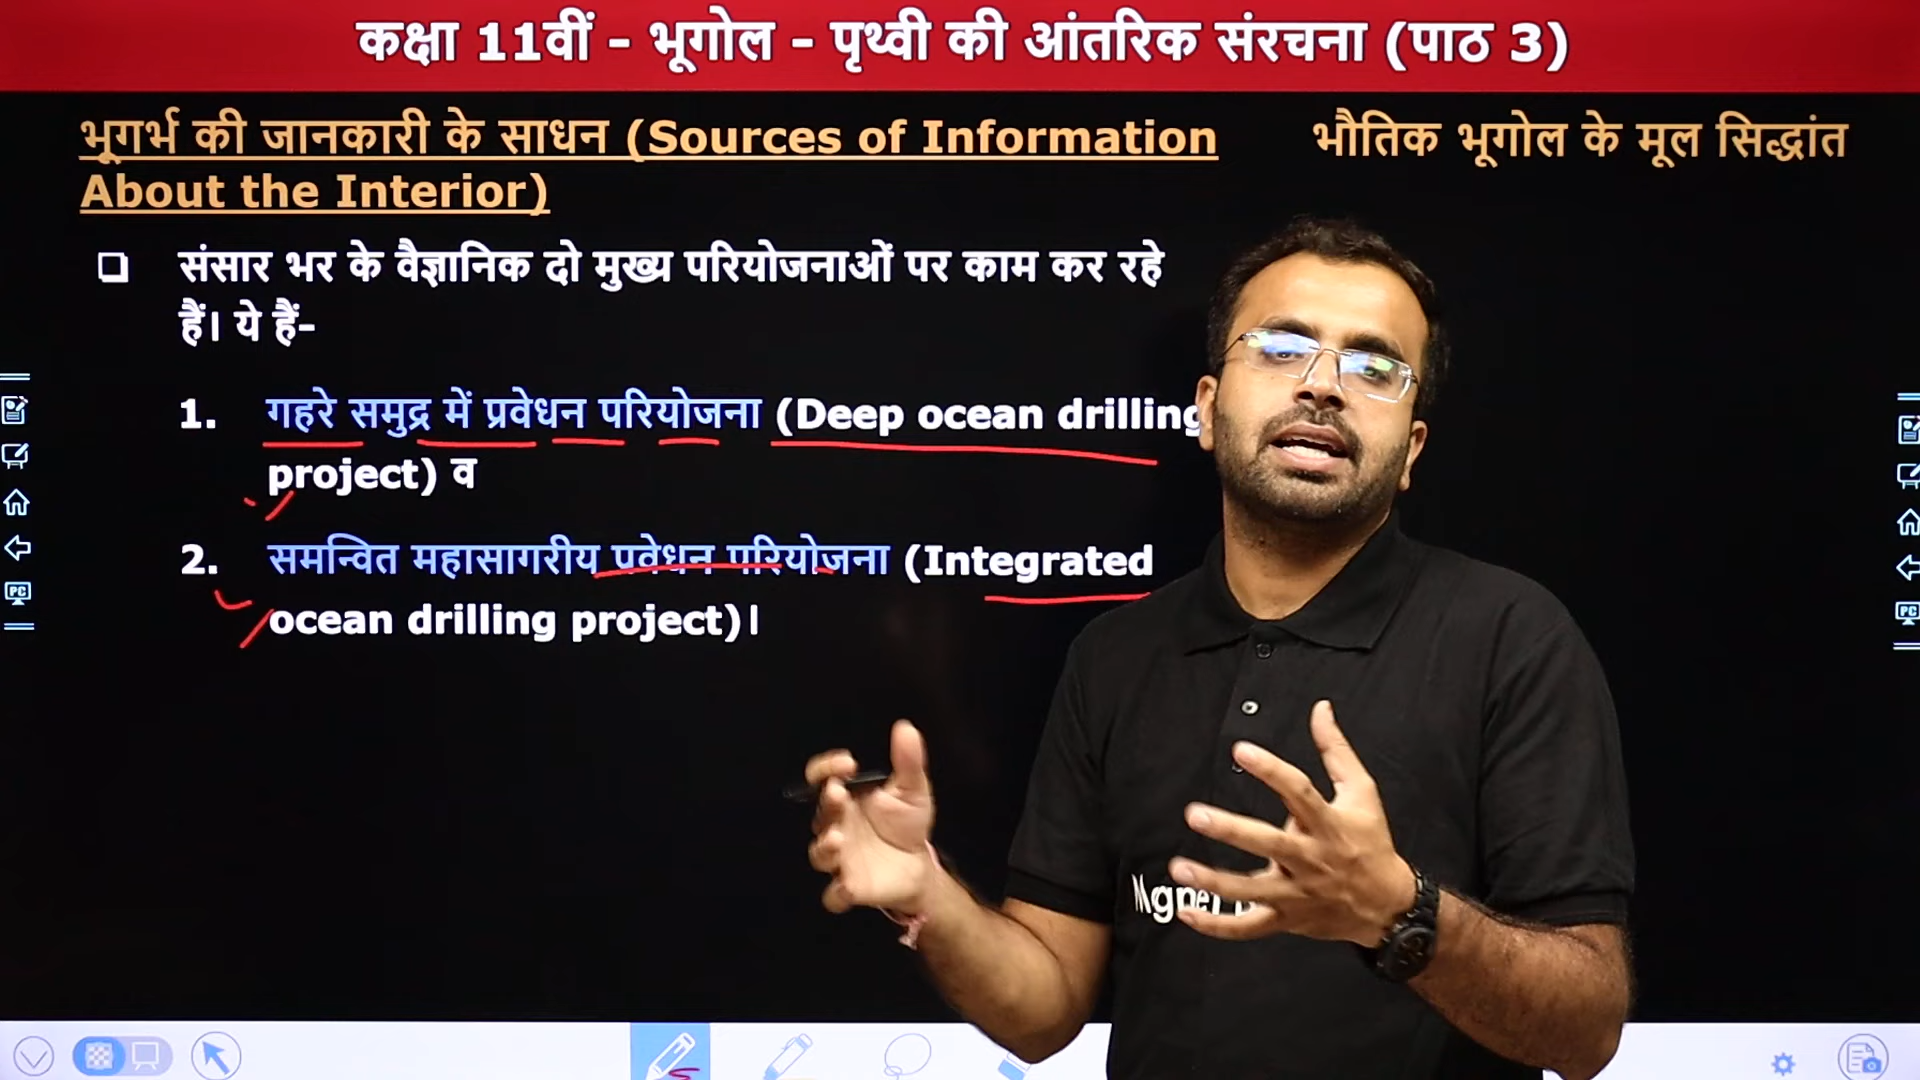 कक्षा 11वीं - भूगोल - पृथ्वी की आंतरिक संरचना (पाठ 3)
भूगर्भ की जानकारी के साधन (Sources of Information
About the Interior)
भौतिक भूगोल के मूल सिद्धांत
संसार भर के वैज्ञानिक दो मुख्य परियोजनाओं पर काम कर रहे
हैं। ये हैं-
1. गहरे समुद्र में प्रवेधन परियोजना (Deep ocean drilling
project) व
2. समन्वित महासागरीय प्रवेधन परियोजना (Integrated
ocean drilling project)।
PC
PC